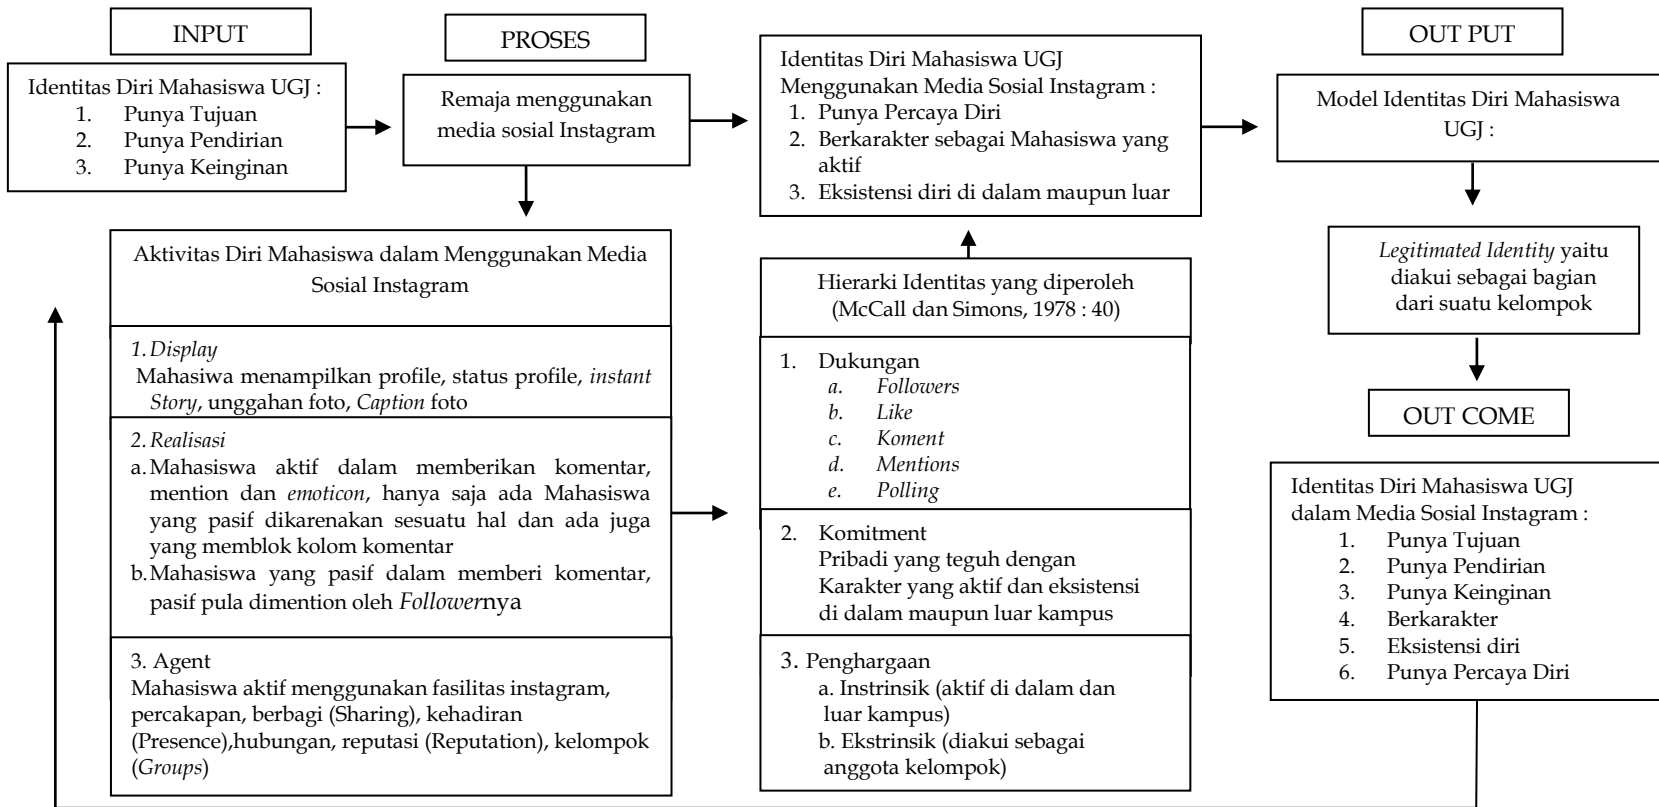 INPUT
Identitas Diri Mahasiswa UGJ :
1. Punya Tujuan
2. Punya Pendirian
3. Punya Keinginan
PROSES
Remaja menggunakan
media sosial Instagram
Aktivitas Diri Mahasiswa dalam Menggunakan Media
Sosial Instagram
1. Display
Mahasiwa menampilkan profile, status profile, instant
Story, unggahan foto, Caption foto
2. Realisasi
a. Mahasiswa aktif dalam memberikan komentar,
mention dan emoticon, hanya saja ada Mahasiswa
yang pasif dikarenakan sesuatu hal dan ada juga
yang memblok kolom komentar
b. Mahasiswa yang pasif dalam memberi komentar,
pasif pula dimention oleh Followernya
3. Agent
Mahasiswa aktif menggunakan fasilitas instagram,
percakapan, berbagi (Sharing), kehadiran
(Presence),hubungan, reputasi (Reputation), kelompok
(Groups)
Identitas Diri Mahasiswa UGJ
Menggunakan Media Sosial Instagram :
1. Punya Percaya Diri
2. Berkarakter sebagai Mahasiswa yang
aktif
3. Eksistensi diri di dalam maupun luar
Hierarki Identitas yang diperoleh
(McCall dan Simons, 1978 : 40)
1. Dukungan
a. Followers
b. Like
c. Koment
d. Mentions
e. Polling
2. Komitment
Pribadi yang teguh dengan
Karakter yang aktif dan eksistensi
di dalam maupun luar kampus
3. Penghargaan
a. Instrinsik (aktif di dalam dan
luar kampus)
b. Ekstrinsik (diakui sebagai
anggota kelompok)
OUT PUT
Model Identitas Diri Mahasiswa
UGJ :
Legitimated Identity yaitu
diakui sebagai bagian
dari suatu kelompok
OUT COME
Identitas Diri Mahasiswa UGJ
dalam Media Sosial Instagram :
1. Punya Tujuan
2. Punya Pendirian
3. Punya Keinginan
4. Berkarakter
5. Eksistensi diri
6. Punya Percaya Diri